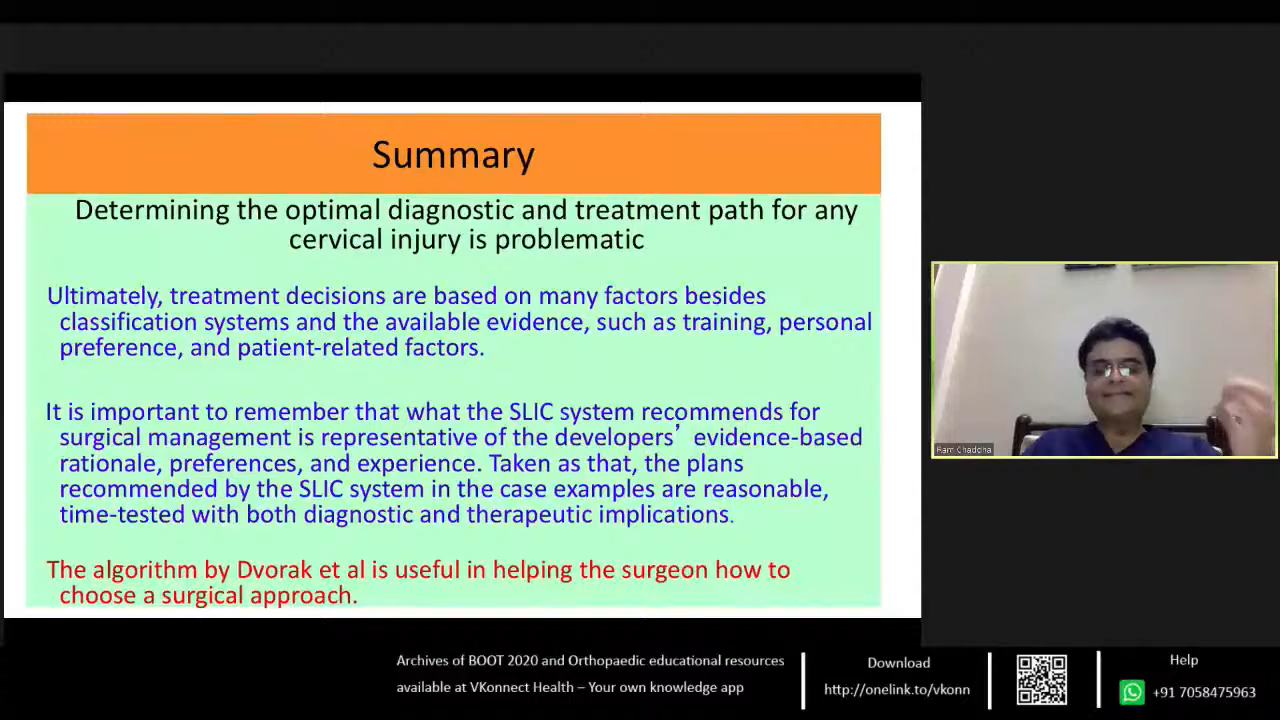 Summary
Determining the optimal diagnostic and treatment path for any
cervical injury is problematic
Ultimately, treatment decisions are based on many factors besides
classification systems and the available evidence, such as training, personal
preference, and patient-related factors.
It is important to remember that what the SLIC system recommends for
surgical management is representative of the developers’ evidence-based
rationale, preferences, and experience. Taken as that, the plans
recommended by the SLIC system in the case examples are reasonable,
time-tested with both diagnostic and therapeutic implications.
The algorithm by Dvorak et al is useful in helping the surgeon how to
choose a surgical approach.
Ram Chaddha
Archives of BOOT 2020 and Orthopaedic educational resources
available at VKonnect Health – Your own knowledge app
Download
http://onelink.to/vkonn
Help
+91 7058475963